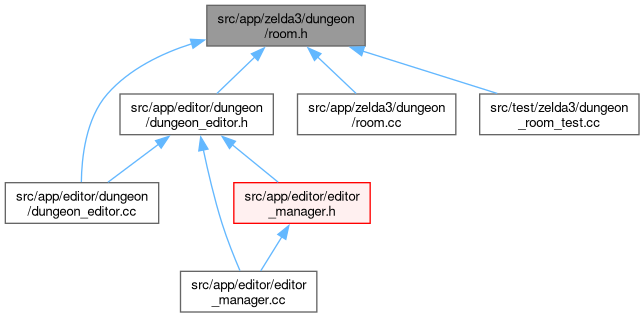 src/app/zelda3/dungeon
/room.h
src/app/editor/dungeon
/dungeon_editor.h
src/app/zelda3/dungeon
/room.cc
src/test/zelda3/dungeon
_room_test.cc
src/app/editor/dungeon
/dungeon_editor.cc
src/app/editor/editor
_manager.h
src/app/editor/editor
_manager.cc